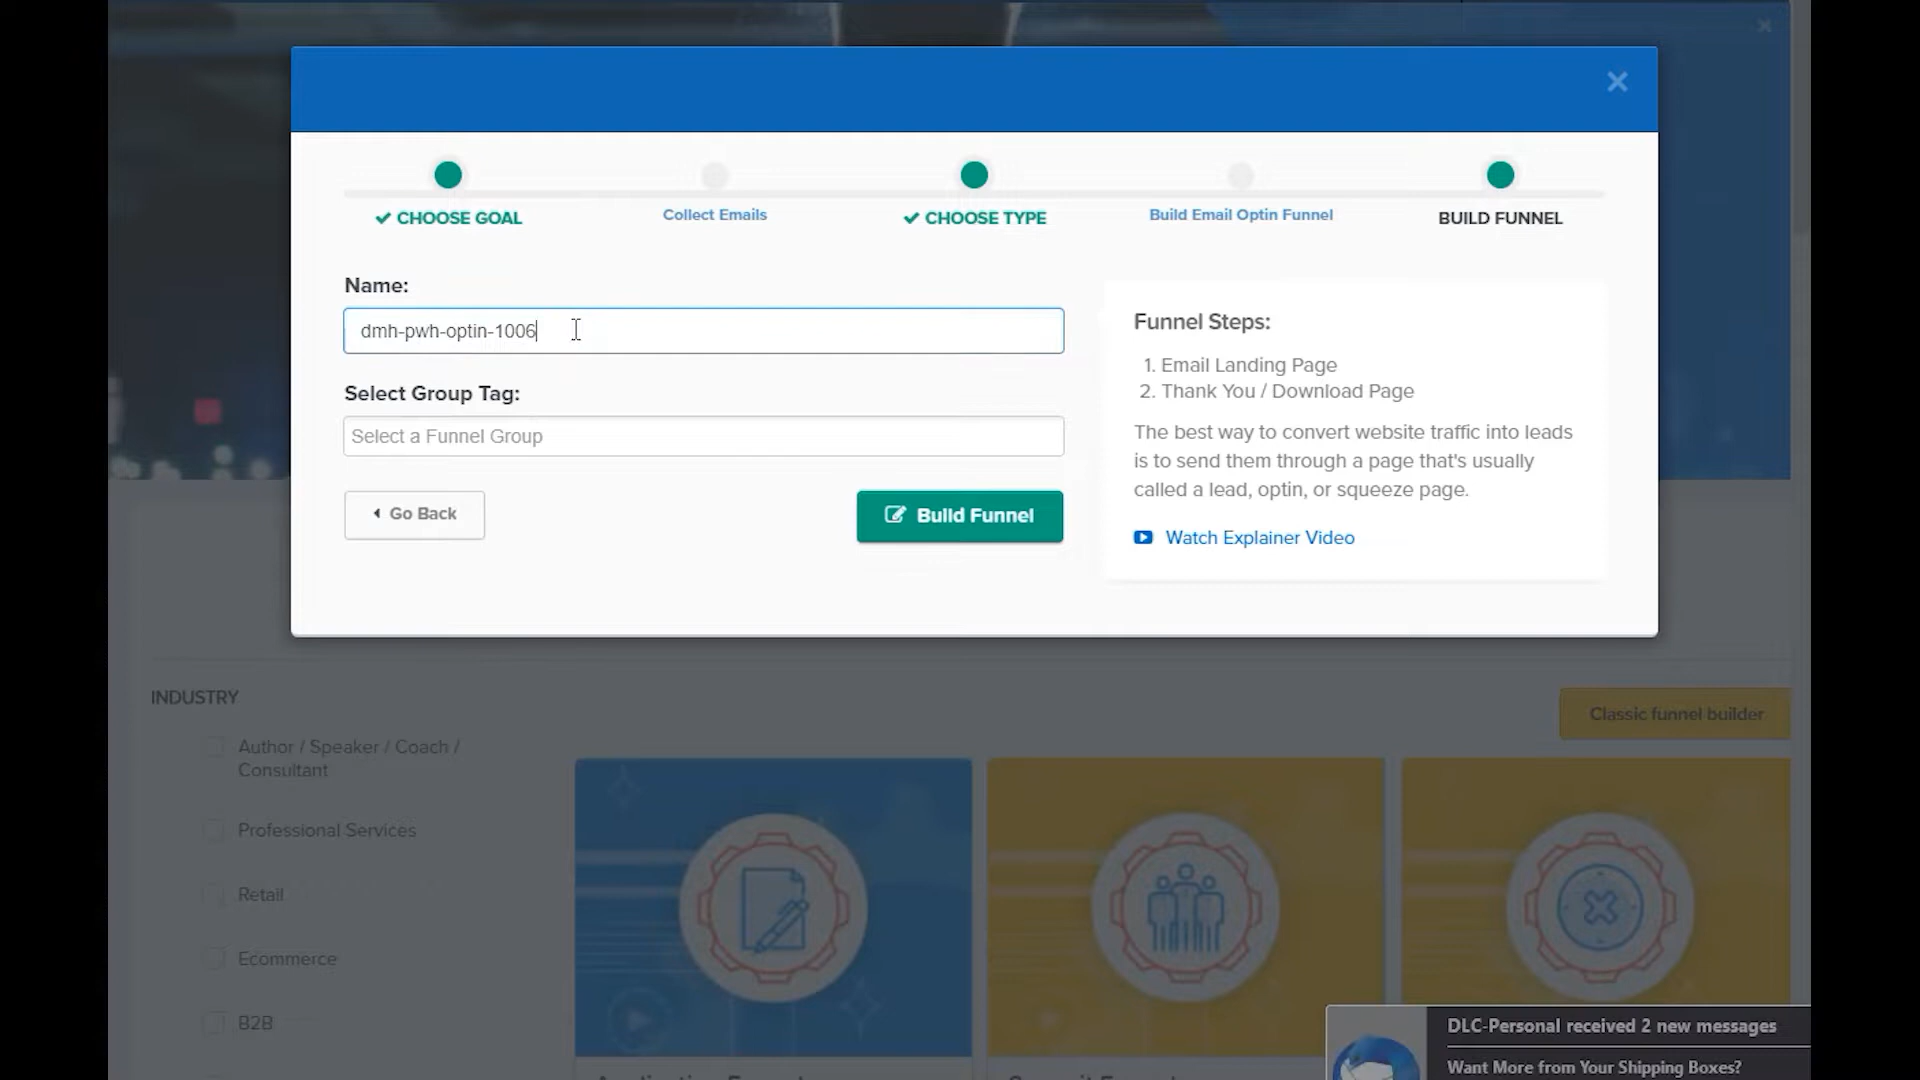 CHOOSE GOAL
Collect Emails
CHOOSE TYPE
Build Email Optin Funnel
BUILD FUNNEL
Name:
dmh-pwh-optin-1006
Select Group Tag:
Select a Funnel Group
Go Back
Build Funnel
Funnel Steps:
1. Email Landing Page
2. Thank You / Download Page
The best way to convert website traffic into leads
is to send them through a page that's usually
called a lead, optin, or squeeze page.
Watch Explainer Video
INDUSTRY
Classic funnel builder
Author / Speaker / Coach /
Consultant
Professional Services
Retail
Ecommerce
B2B
DLC-Personal received 2 new messages
Want More from Your Shipping Boxes?